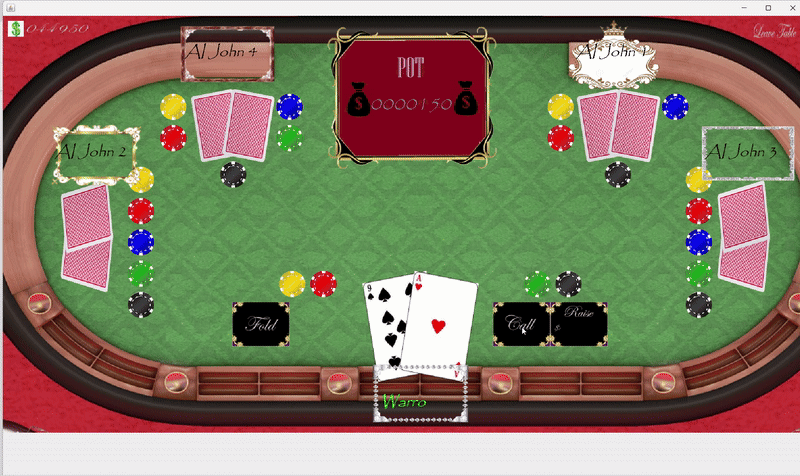 $ 044950
AI John 4
POT
$ 0000150 $
AI John 1
Leave Table
AI John 2
AI John 3
9
A
Fold
Call
Raise
$
A
Warro